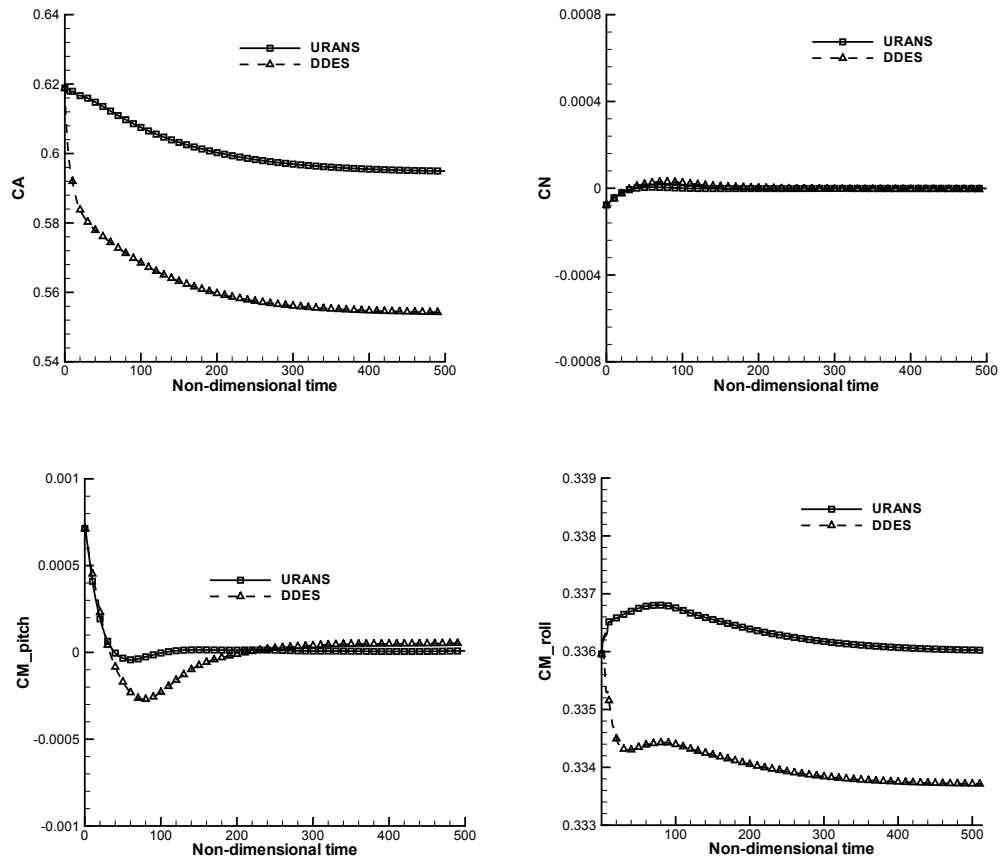 0.64
0.62
0.6
0.58
0.56
0.54
CA
URANS
DDES
0 100 200 300 400 500
Non-dimensional time
0.0008
0.0004
0
-0.0004
-0.0008
CN
URANS
DDES
0 100 200 300 400 500
Non-dimensional time
0.001
0.0005
0
-0.0005
-0.001
CM_pitch
URANS
DDES
0 100 200 300 400 500
Non-dimensional time
0.339
0.338
0.337
0.336
0.335
0.334
0.333
CM_roll
URANS
DDES
100 200 300 400 500
Non-dimensional time